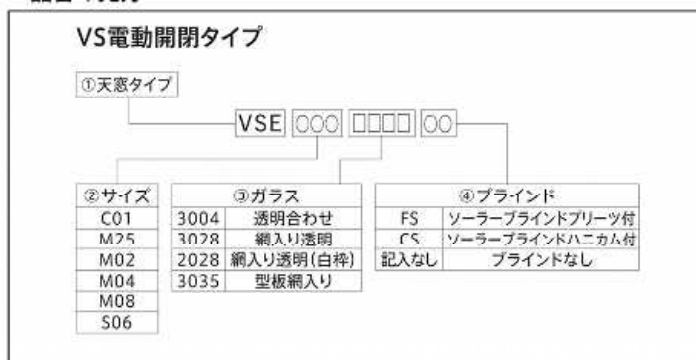 VS電動開閉タイプ
①天窓タイプ
VSE ○○○ □□□□ ○○
②サイズ
C01
M25
M02
M04
M08
S06
③ガラス
3004 透明合わせ
3028 網入り透明
2028 網入り透明(白枠)
3035 型板網入り
④ブラインド
FS ソーラーブラインドプリーツ付
CS ソーラーブラインドハニカム付
記入なし ブラインドなし